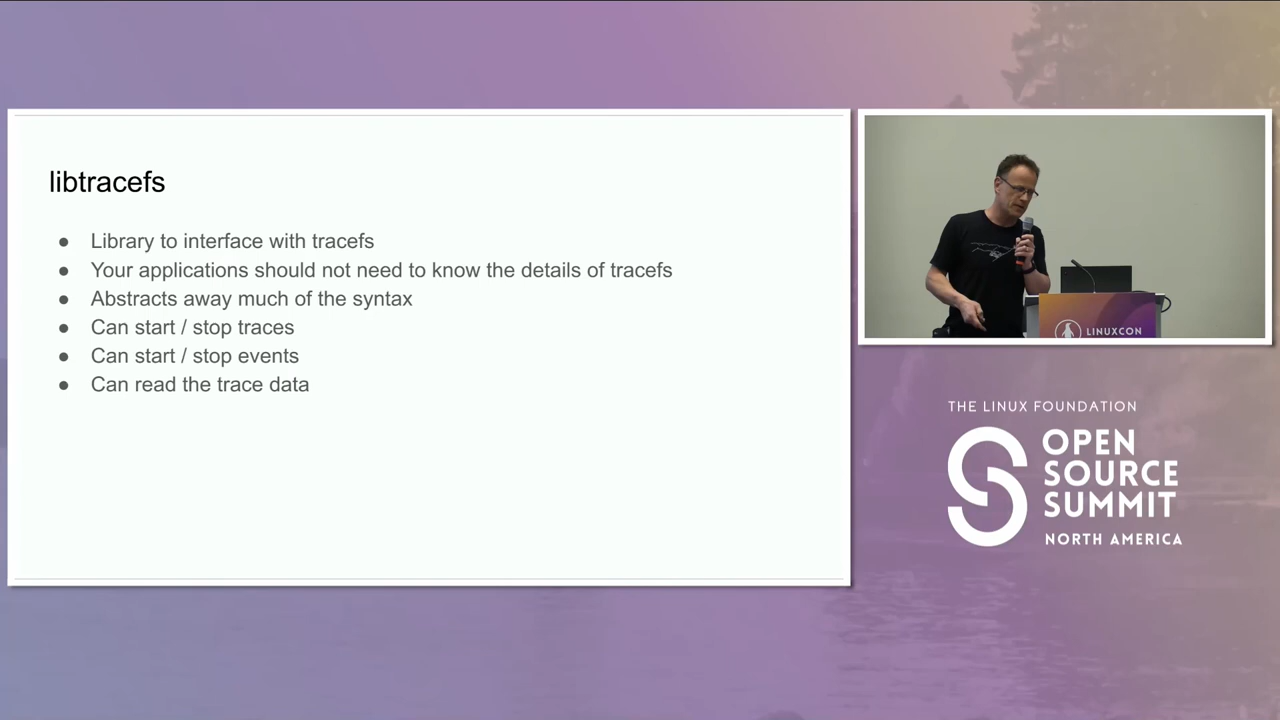 libtracefs
● Library to interface with tracefs
● Your applications should not need to know the details of tracefs
● Abstracts away much of the syntax
● Can start / stop traces
● Can start / stop events
● Can read the trace data
LINUXCON
THE LINUX FOUNDATION
OPEN
SOURCE
SUMMIT
NORTH AMERICA